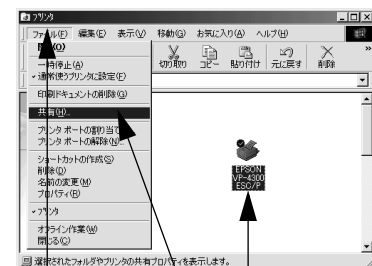 プリンタ
ファイル(F) 編集(E) 表示(V) 移動(G) お気に入り(A) ヘルプ(H)
(O)
一時停止(A)
通常使うプリンタに設定(F)
印刷ドキュメントの削除(G)
共有(H)...
プリンタ ポートの割り当て
プリンタ ポートの解除(N)...
ショートカットの作成(S)
削除(D)
名前の変更(M)
プロパティ(R)
プリンタ
オフライン作業(W)
閉じる(C)
切り取り コピー 貼り付け 元に戻す 削除
EPSON
VP-4300
ESC/P
選択されたフォルダやプリンタの共有プロパティを表示します。